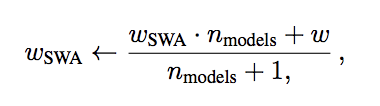 w_SWA ← (w_SWA · n_models + w) / (n_models + 1,) ,